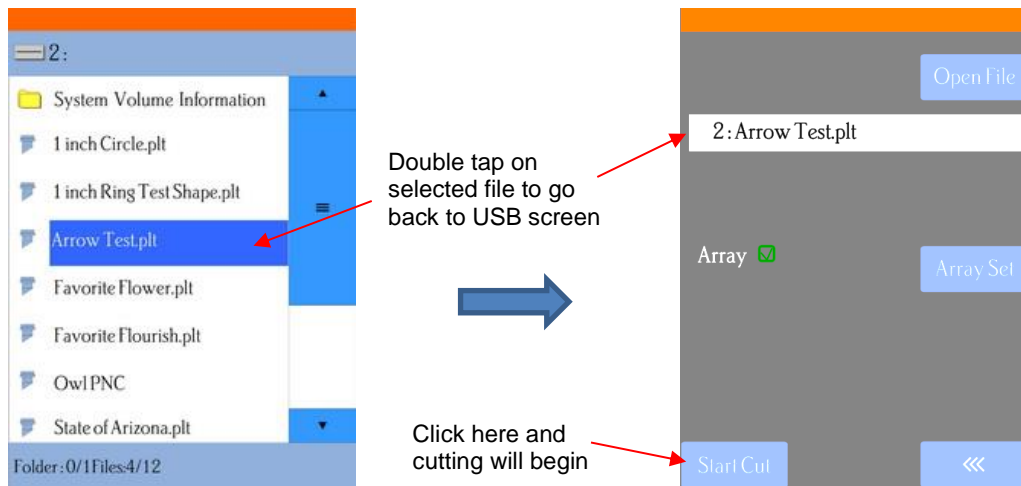 2:
System Volume Information
1 inch Circle.plt
1 inch Ring Test Shape.plt
Arrow Test.plt
Favorite Flower.plt
Favorite Flourish.plt
Owl PNC
State of Arizona.plt
Folder:0/1Files:4/12
Double tap on
selected file to go
back to USB screen
Click here and
cutting will begin
Open File
2:Arrow Test.plt
Array
Array Set
Start Cut